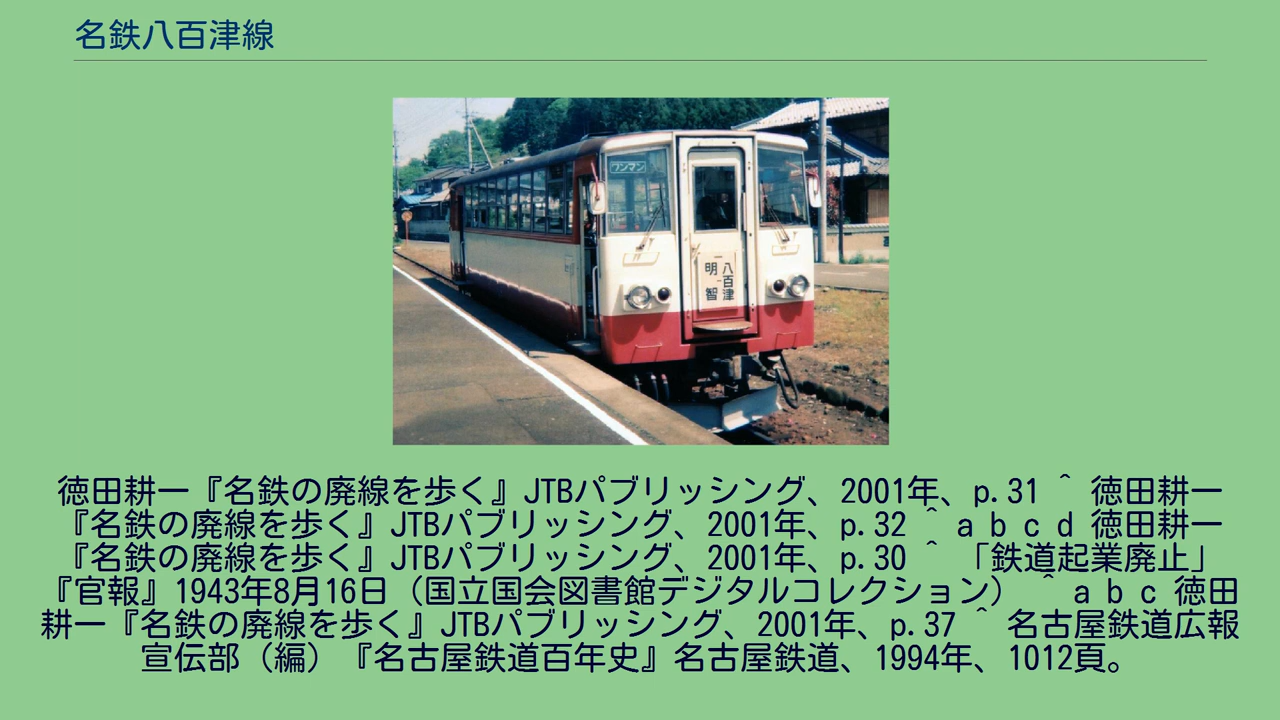 名鉄八百津線
ワンマン
八百津
明智
徳田耕一『名鉄の廃線を歩く』JTBパブリッシング、2001年、p.31 ^ 徳田耕一
『名鉄の廃線を歩く』JTBパブリッシング、2001年、p.32 ^ a b c d 徳田耕一
『名鉄の廃線を歩く』JTBパブリッシング、2001年、p.30 ^ 「鉄道起業廃止」
『官報』1943年8月16日（国立国会図書館デジタルコレクション） ^ a b c 徳田
耕一『名鉄の廃線を歩く』JTBパブリッシング、2001年、p.37 ^ 名古屋鉄道広報
宣伝部（編）『名古屋鉄道百年史』名古屋鉄道、1994年、1012頁。